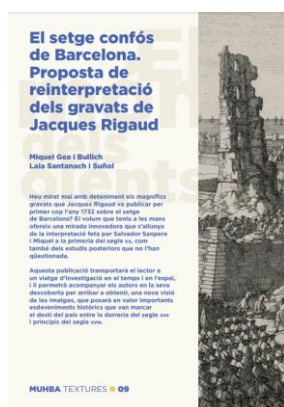 El setge confós
de Barcelona.
Proposta de
reinterpretació
dels gravats de
Jacques Rigaud
Miquel Gea i Bullich
Laia Santanach i Suñol
Heu mirat mai amb deteniment els magnífics
gravats que Jacques Rigaud va publicar per
primer cop l'any 1732 sobre el setge
de Barcelona? El volum que teniu a les mans
ofereix una mirada innovadora que s'allunya
de la interpretació feta per Salvador Sanpere
i Miquel a la primeria del segle XX, com
també dels estudis posteriors que no l'han
qüestionada.
Aquesta publicació transportarà el lector a
un viatge d'investigació en el temps i en l'espai,
i li permetrà acompanyar els autors en la seva
descoberta per arribar a obtenir, una nova visió
de les imatges, que posarà en valor importants
esdeveniments històrics que van marcar
el destí del país entre la darreria del segle XVII
i principis del segle XVIII.
MUHBA TEXTURES 09